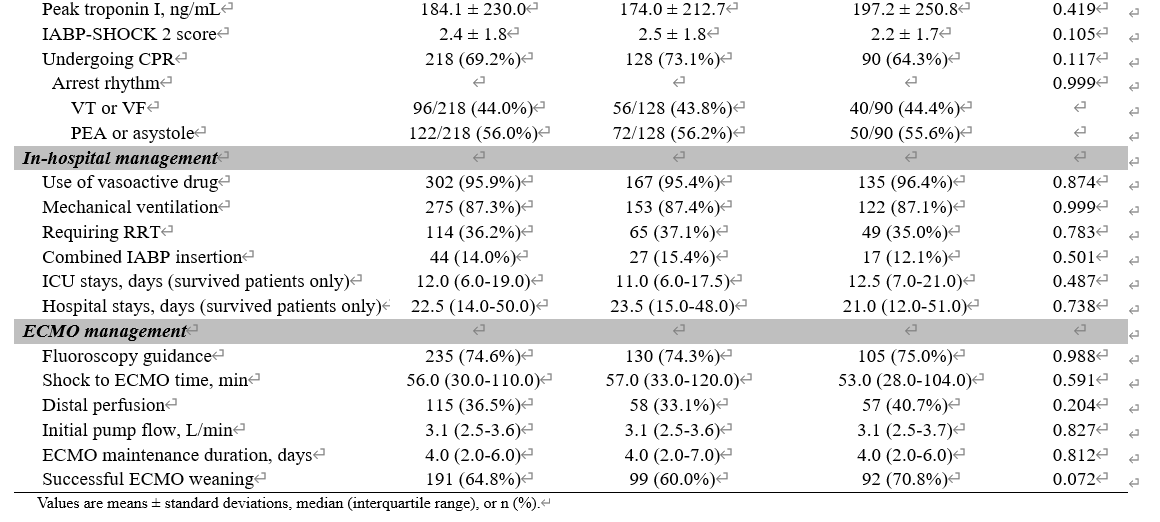 Peak troponin I, ng/mL 184.1 ± 230.0 174.0 ± 212.7 197.2 ± 250.8 0.419
IABP-SHOCK 2 score 2.4 ± 1.8 2.5 ± 1.8 2.2 ± 1.7 0.105
Undergoing CPR 218 (69.2%) 128 (73.1%) 90 (64.3%) 0.117
Arrest rhythm 0.999
VT or VF 96/218 (44.0%) 56/128 (43.8%) 40/90 (44.4%)
PEA or asystole 122/218 (56.0%) 72/128 (56.2%) 50/90 (55.6%)
In-hospital management
Use of vasoactive drug 302 (95.9%) 167 (95.4%) 135 (96.4%) 0.874
Mechanical ventilation 275 (87.3%) 153 (87.4%) 122 (87.1%) 0.999
Requiring RRT 114 (36.2%) 65 (37.1%) 49 (35.0%) 0.783
Combined IABP insertion 44 (14.0%) 27 (15.4%) 17 (12.1%) 0.501
ICU stays, days (survived patients only) 12.0 (6.0-19.0) 11.0 (6.0-17.5) 12.5 (7.0-21.0) 0.487
Hospital stays, days (survived patients only) 22.5 (14.0-50.0) 23.5 (15.0-48.0) 21.0 (12.0-51.0) 0.738
ECMO management
Fluoroscopy guidance 235 (74.6%) 130 (74.3%) 105 (75.0%) 0.988
Shock to ECMO time, min 56.0 (30.0-110.0) 57.0 (33.0-120.0) 53.0 (28.0-104.0) 0.591
Distal perfusion 115 (36.5%) 58 (33.1%) 57 (40.7%) 0.204
Initial pump flow, L/min 3.1 (2.5-3.6) 3.1 (2.5-3.6) 3.1 (2.5-3.7) 0.827
ECMO maintenance duration, days 4.0 (2.0-6.0) 4.0 (2.0-7.0) 4.0 (2.0-6.0) 0.812
Successful ECMO weaning 191 (64.8%) 99 (60.0%) 92 (70.8%) 0.072
Values are means ± standard deviations, median (interquartile range), or n (%).